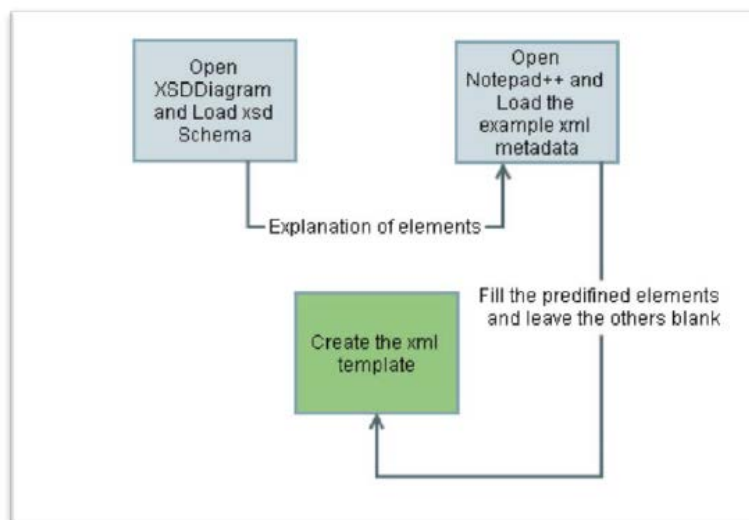 Open
XSDDiagram
and Load xsd
Schema
Open
Notepad++ and
Load the
example xml
metadata
Explanation of elements
Fill the predifined elements
and leave the others blank
Create the xml
template